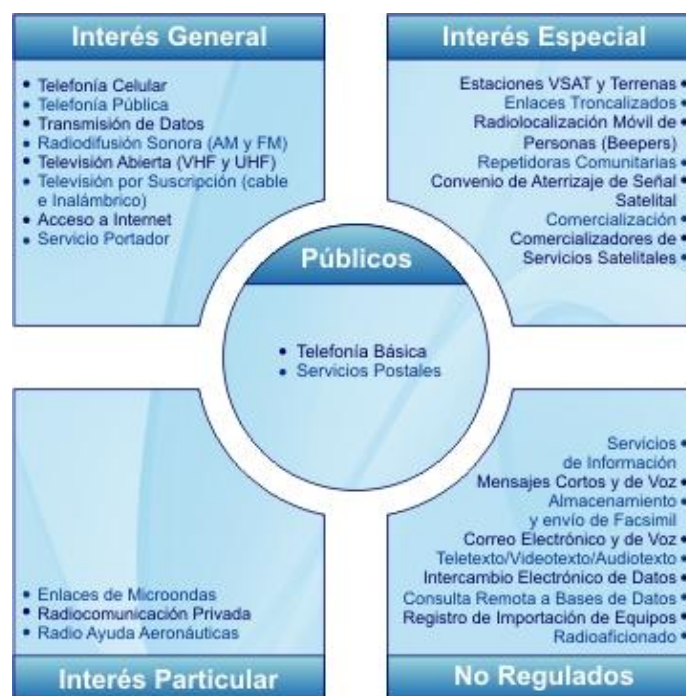 Interés General
• Telefonía Celular
• Telefonía Pública
• Transmisión de Datos
• Radiodifusión Sonora (AM y FM)
• Televisión Abierta (VHF y UHF)
• Televisión por Suscripción (cable
e Inalámbrico)
• Acceso a Internet
• Servicio Portador
Interés Especial
Estaciones VSAT y Terrenas •
Enlaces Troncalizados •
Radiolocalización Móvil de •
Personas (Beepers)
Repetidoras Comunitarias •
Convenio de Aterrizaje de Señal •
Satelital
Comercialización •
Comercializadores de •
Servicios Satelitales •
Públicos
• Telefonía Básica
• Servicios Postales
• Enlaces de Microondas
• Radiocomunicación Privada
• Radio Ayuda Aeronáuticas
Interés Particular
Servicios •
de Información
Mensajes Cortos y de Voz •
Almacenamiento •
y envío de Facsimil
Correo Electrónico y de Voz •
Teletexto/Videotexto/Audiotexto •
Intercambio Electrónico de Datos •
Consulta Remota a Bases de Datos •
Registro de Importación de Equipos •
Radioaficionado •
No Regulados